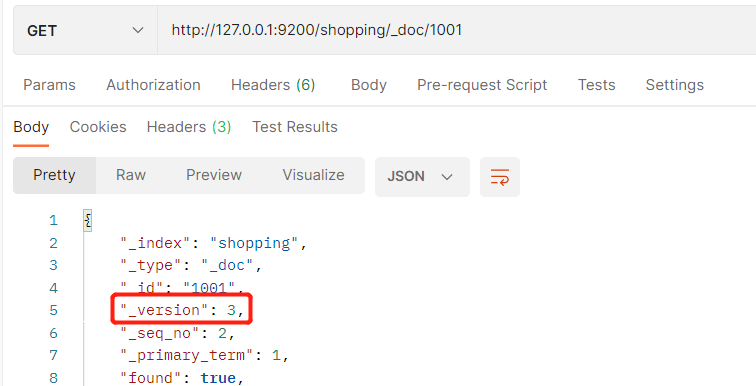 GET http://127.0.0.1:9200/shopping/_doc/1001
Params Authorization Headers (6) Body Pre-request Script Tests Settings
Body Cookies Headers (3) Test Results
Pretty Raw Preview Visualize JSON
1 {
2 "_index": "shopping",
3 "_type": "_doc",
4 "_id": "1001",
5 "_version": 3,
6 "_seq_no": 2,
7 "_primary_term": 1,
8 "found": true,